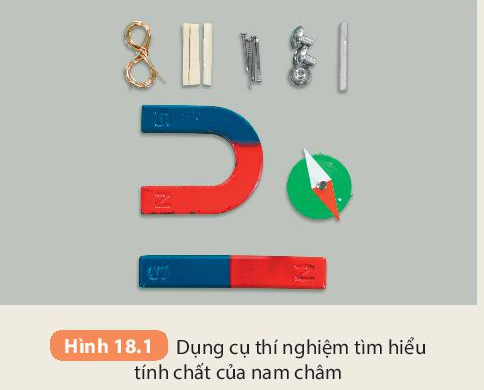 S
N
S
N
Hình 18.1 Dụng cụ thí nghiệm tìm hiểu
tính chất của nam châm